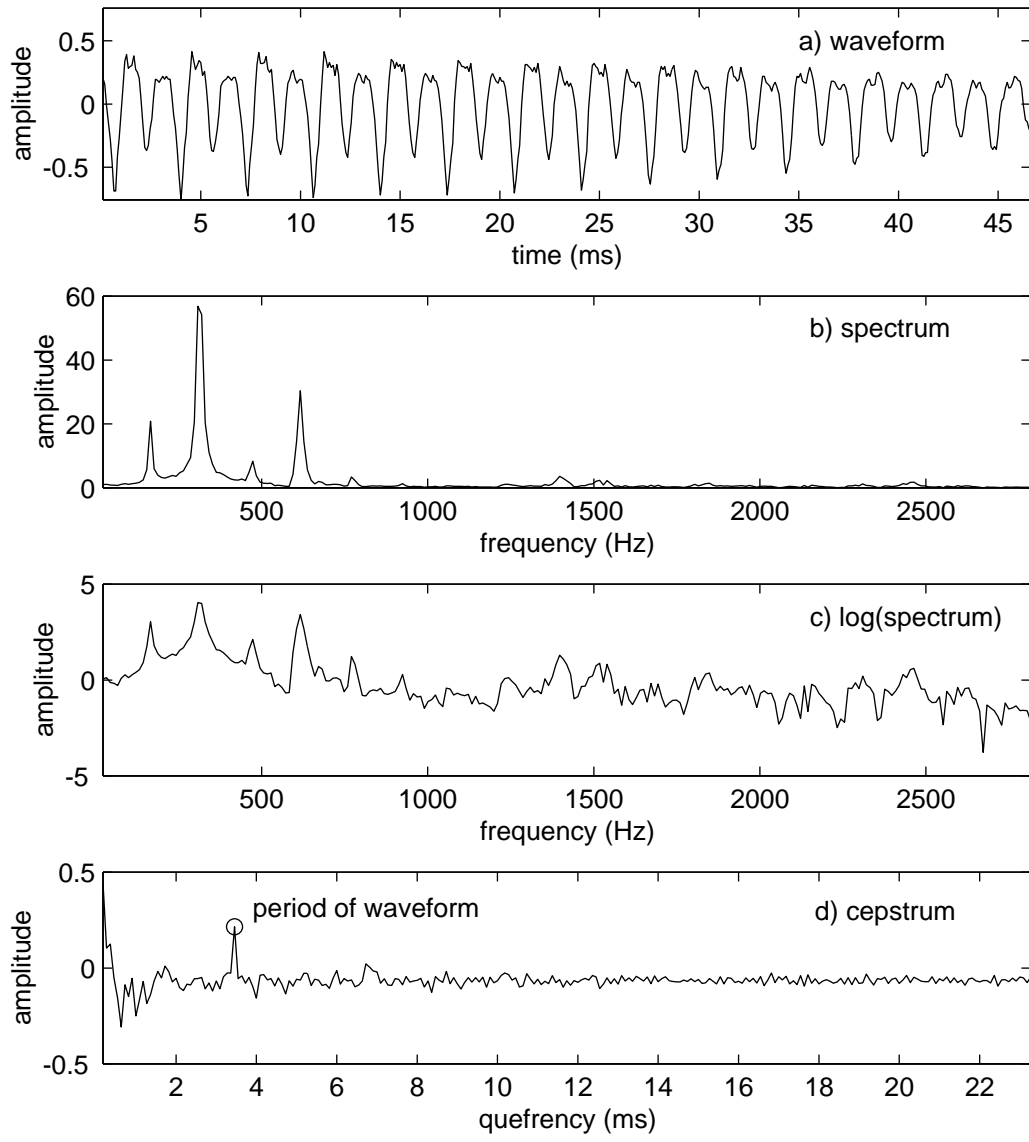 0.5
a) waveform
0
-0.5
amplitude
5 10 15 20 25 30 35 40 45
time (ms)
60
b) spectrum
40
20
0
amplitude
500 1000 1500 2000 2500
frequency (Hz)
5
c) log(spectrum)
0
-5
amplitude
500 1000 1500 2000 2500
frequency (Hz)
0.5
period of waveform d) cepstrum
0
-0.5
amplitude
2 4 6 8 10 12 14 16 18 20 22
quefrency (ms)